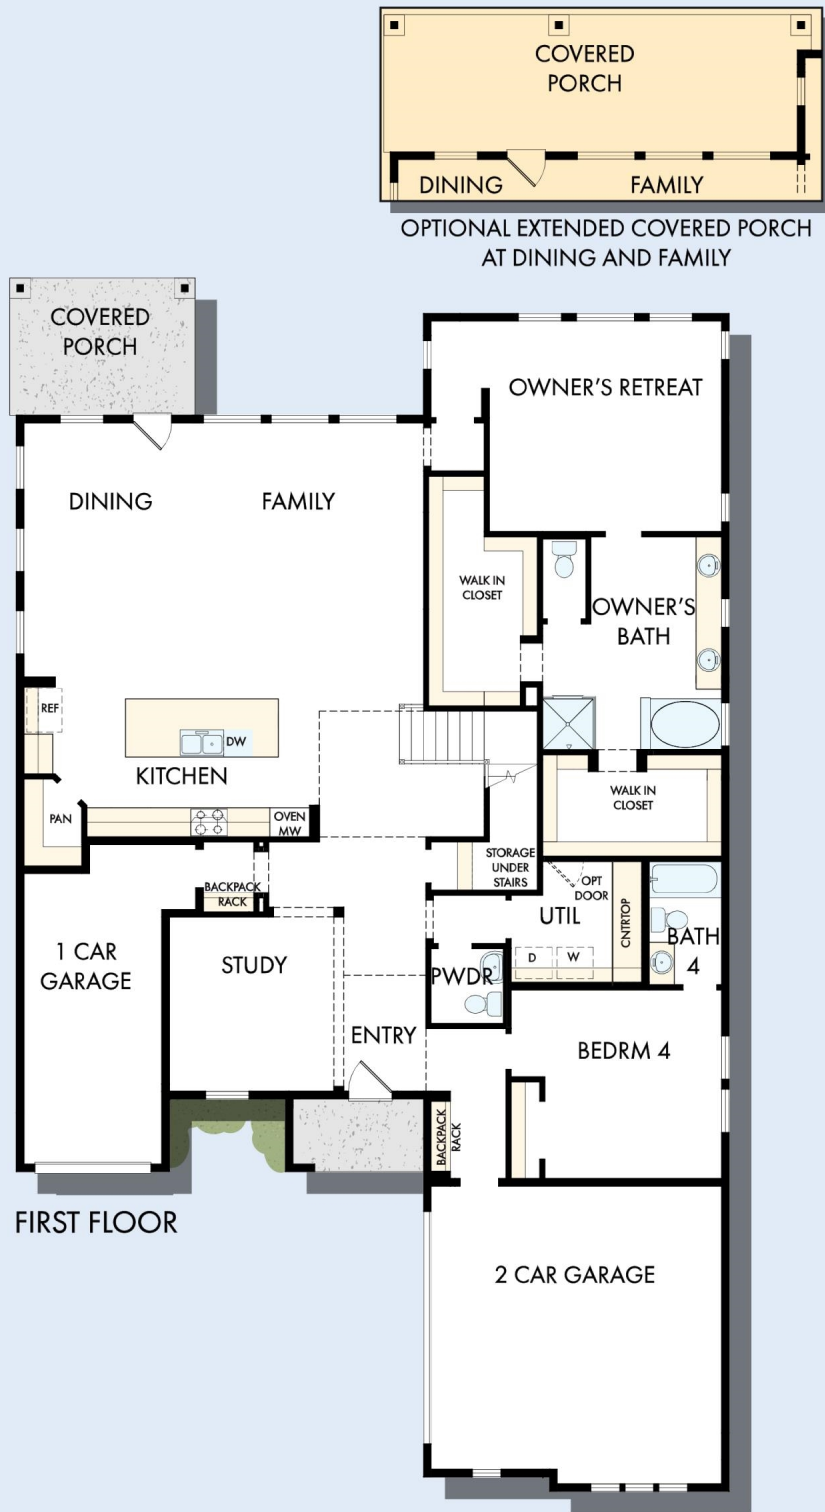 COVERED
PORCH
DINING
FAMILY
OPTIONAL EXTENDED COVERED PORCH
AT DINING AND FAMILY
COVERED
PORCH
OWNER'S RETREAT
DINING
FAMILY
WALK IN
CLOSET
OWNER'S
BATH
REF
DW
KITCHEN
PAN
OVEN
MW
WALK IN
CLOSET
STORAGE
UNDER
STAIRS
BACKPACK
RACK
OPT
DOOR
UTIL
CNTRTOP
D
W
1 CAR
GARAGE
STUDY
PWDR
BATH
4
ENTRY
BEDRM 4
BACKPACK
RACK
FIRST FLOOR
2 CAR GARAGE